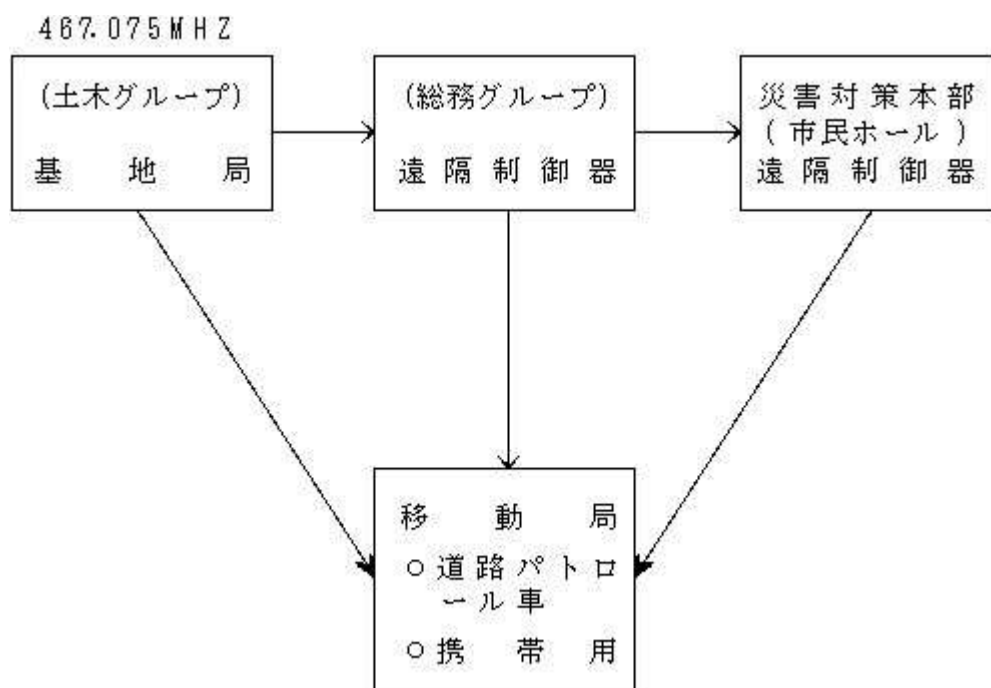 467.075MHZ
(土木グループ)
基地局
(総務グループ)
遠隔制御器
災害対策本部
(市民ホール)
遠隔制御器
移動局
○道路パトロ
ール車
○携帯用